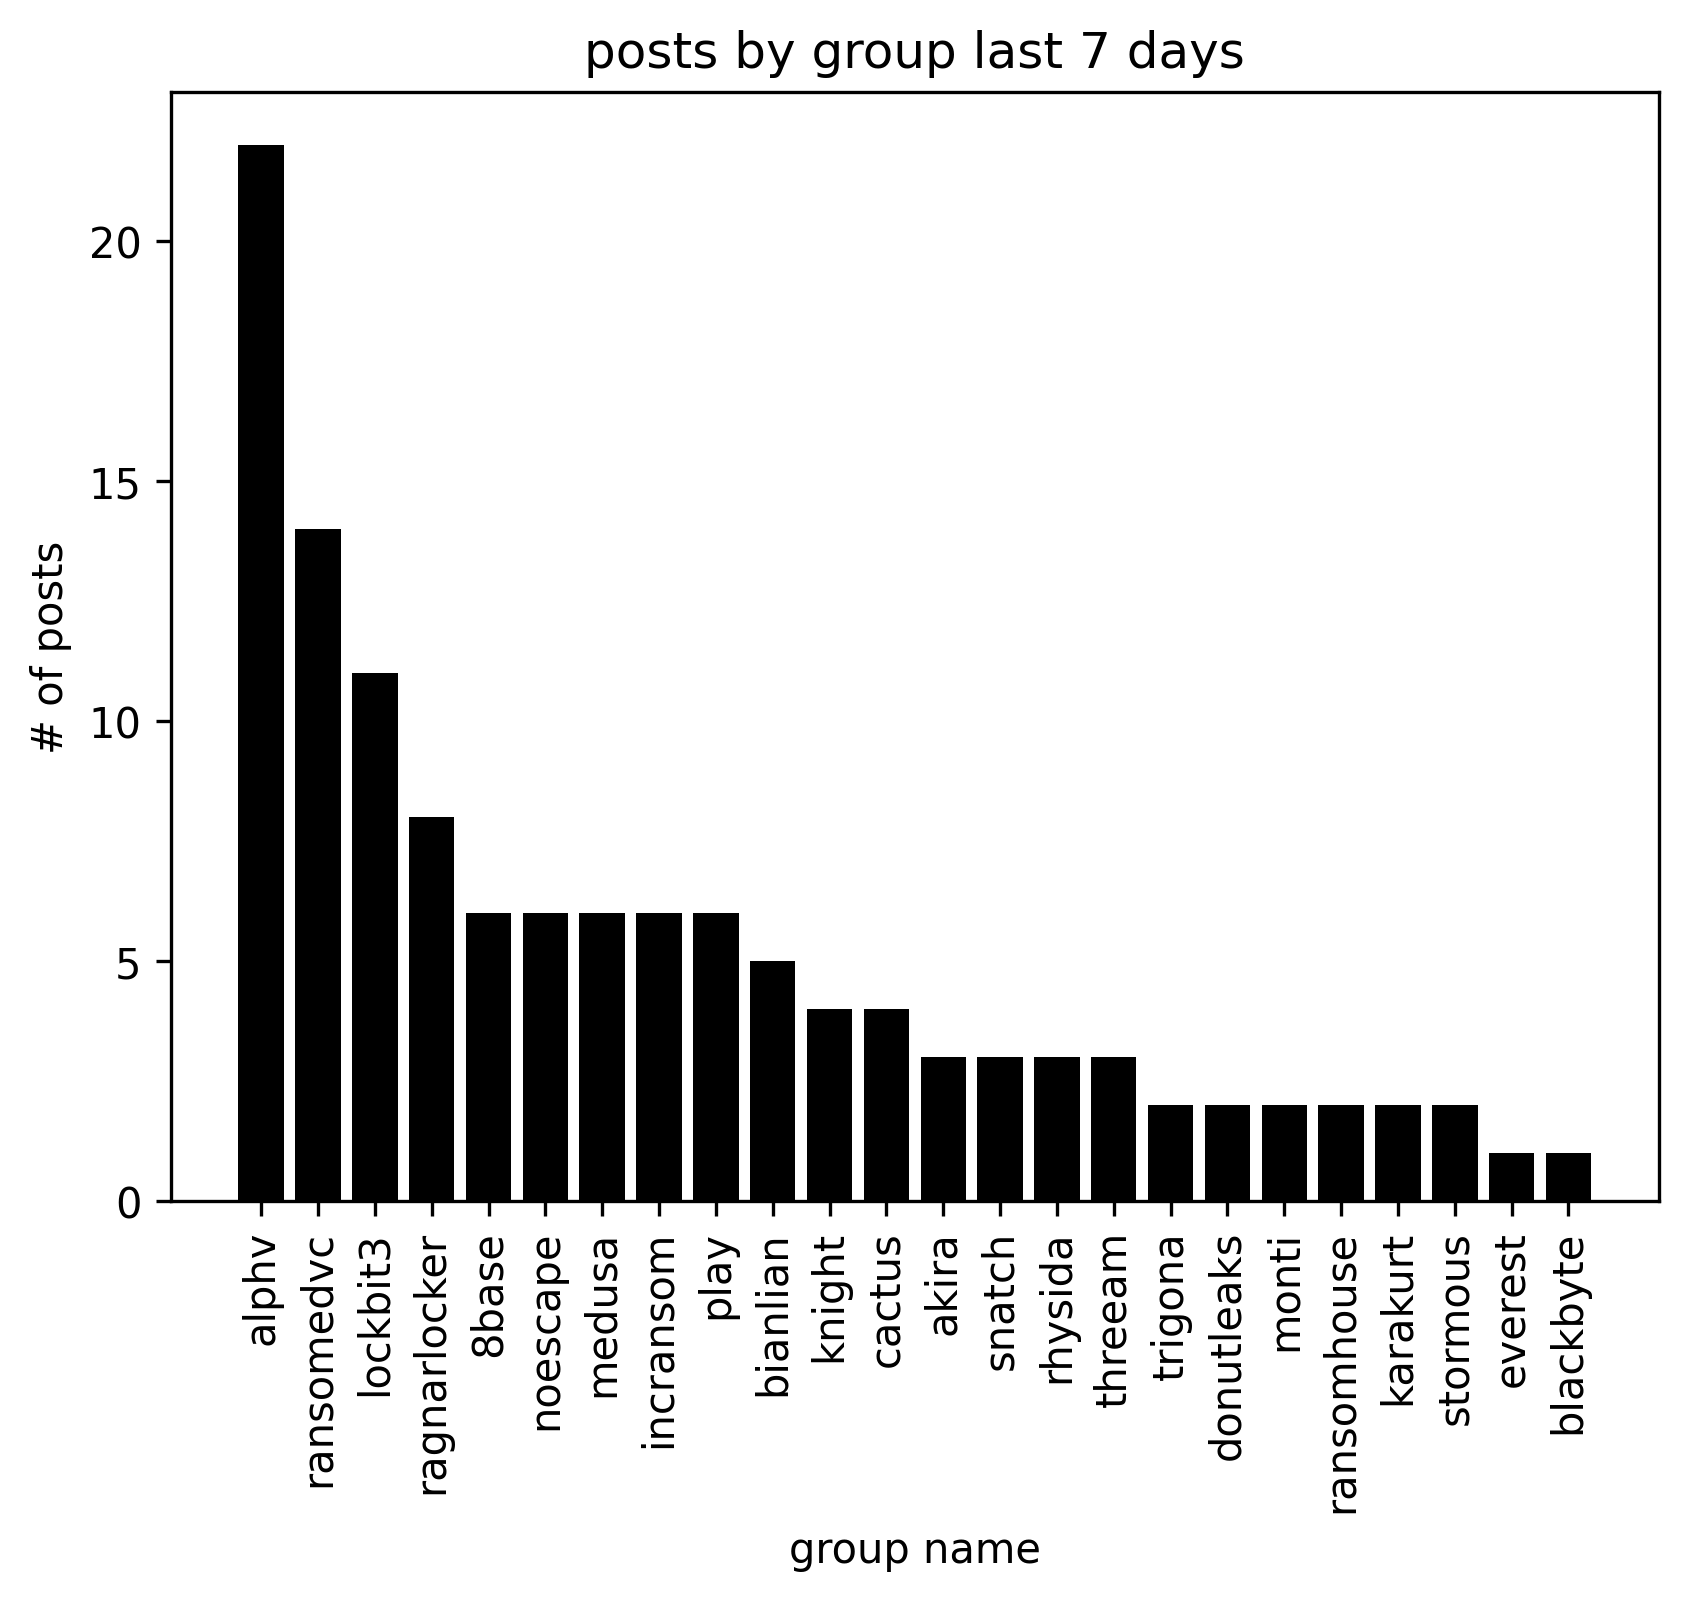 posts by group last 7 days
# of posts
20
15
10
5
0
alphv
ransomedvc
lockbit3
ragnarlocker
8base
noescape
medusa
incransom
play
bianlian
knight
cactus
akira
snatch
rhysida
threeam
trigona
donutleaks
monti
ransomhouse
karakurt
stormous
everest
blackbyte
group name